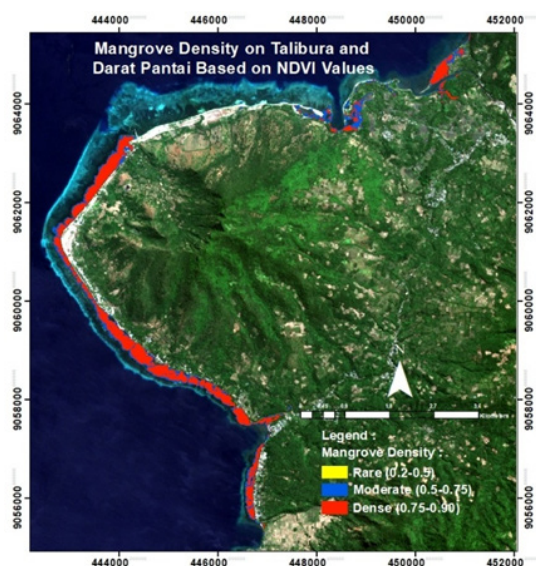 444000 446000 448000 450000 452000
Mangrove Density on Talibura and
Darat Pantai Based on NDVI Values
9064000
9062000
9060000
9058000
9056000
Legend :
Mangrove Density :
Rare (0.2-0.5)
Moderate (0.5-0.75)
Dense (0.75-0.90)
444000 446000 448000 450000 452000